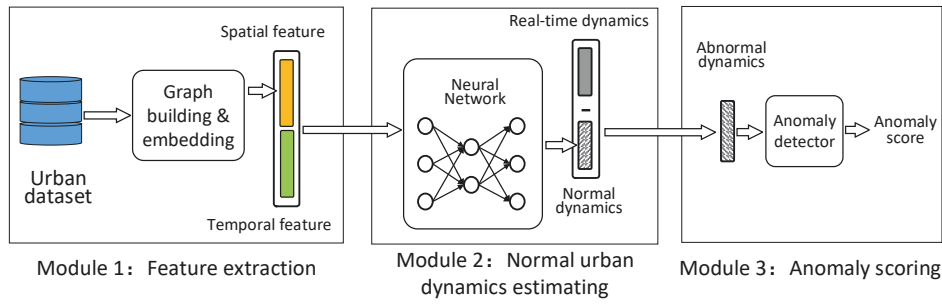 Spatial feature
Graph
building &
embedding
Urban
dataset
Temporal feature
Module 1：Feature extraction
Real-time dynamics
Neural
Network
-
Normal
dynamics
Module 2：Normal urban
dynamics estimating
Abnormal
dynamics
Anomaly
detector
Anomaly
score
Module 3：Anomaly scoring